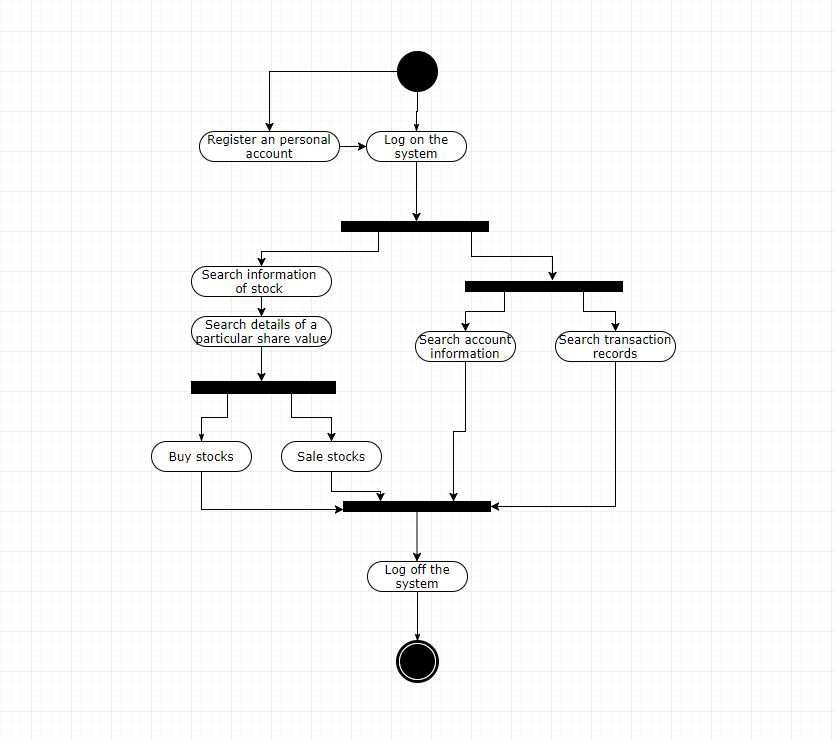 Register an personal
account
Log on the
system
Search information
of stock
Search details of a
particular share value
Search account
information
Search transaction
records
Buy stocks
Sale stocks
Log off the
system